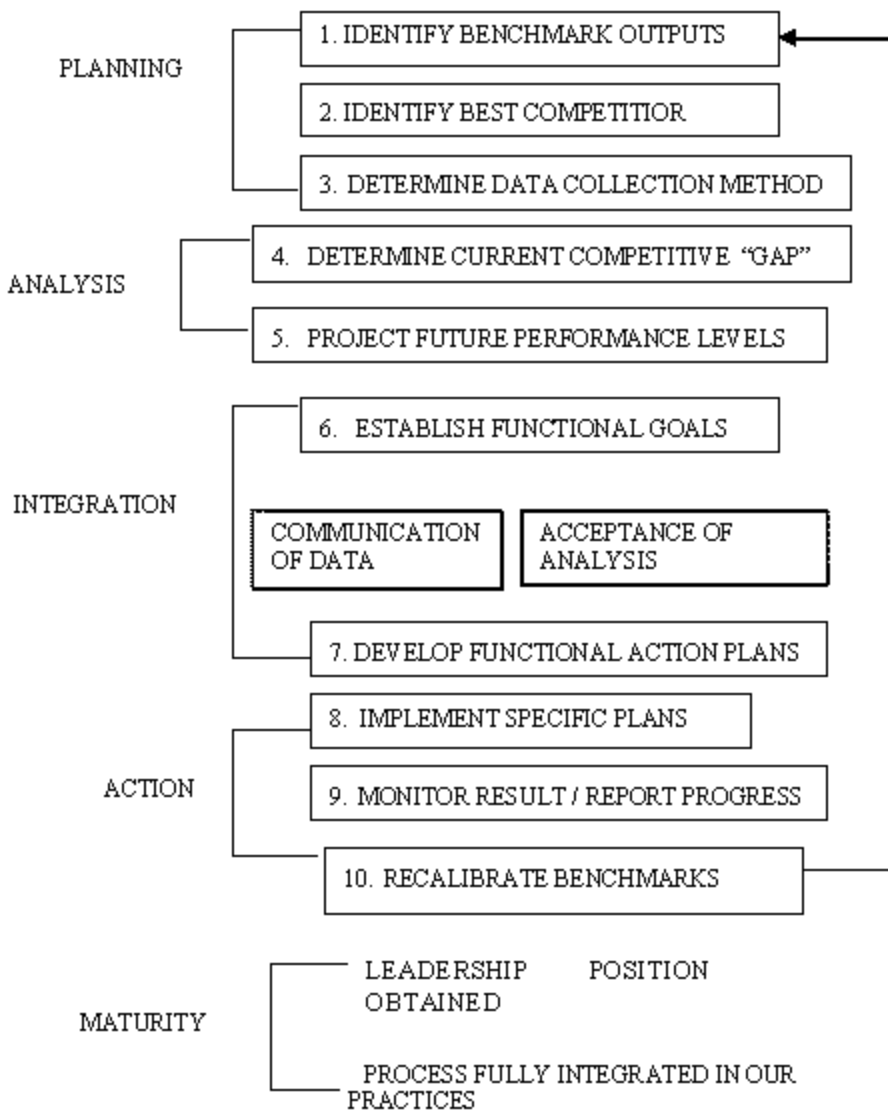 1. IDENTIFY BENCHMARK OUTPUTS
PLANNING
2. IDENTIFY BEST COMPETITIOR
3. DETERMINE DATA COLLECTION METHOD
4. DETERMINE CURRENT COMPETITIVE “GAP”
ANALYSIS
5. PROJECT FUTURE PERFORMANCE LEVELS
6. ESTABLISH FUNCTIONAL GOALS
INTEGRATION
COMMUNICATION
OF DATA
ACCEPTANCE OF
ANALYSIS
7. DEVELOP FUNCTIONAL ACTION PLANS
8. IMPLEMENT SPECIFIC PLANS
ACTION
9. MONITOR RESULT / REPORT PROGRESS
10. RECALIBRATE BENCHMARKS
LEADERSHIP POSITION
OBTAINED
MATURITY
PROCESS FULLY INTEGRATED IN OUR
PRACTICES